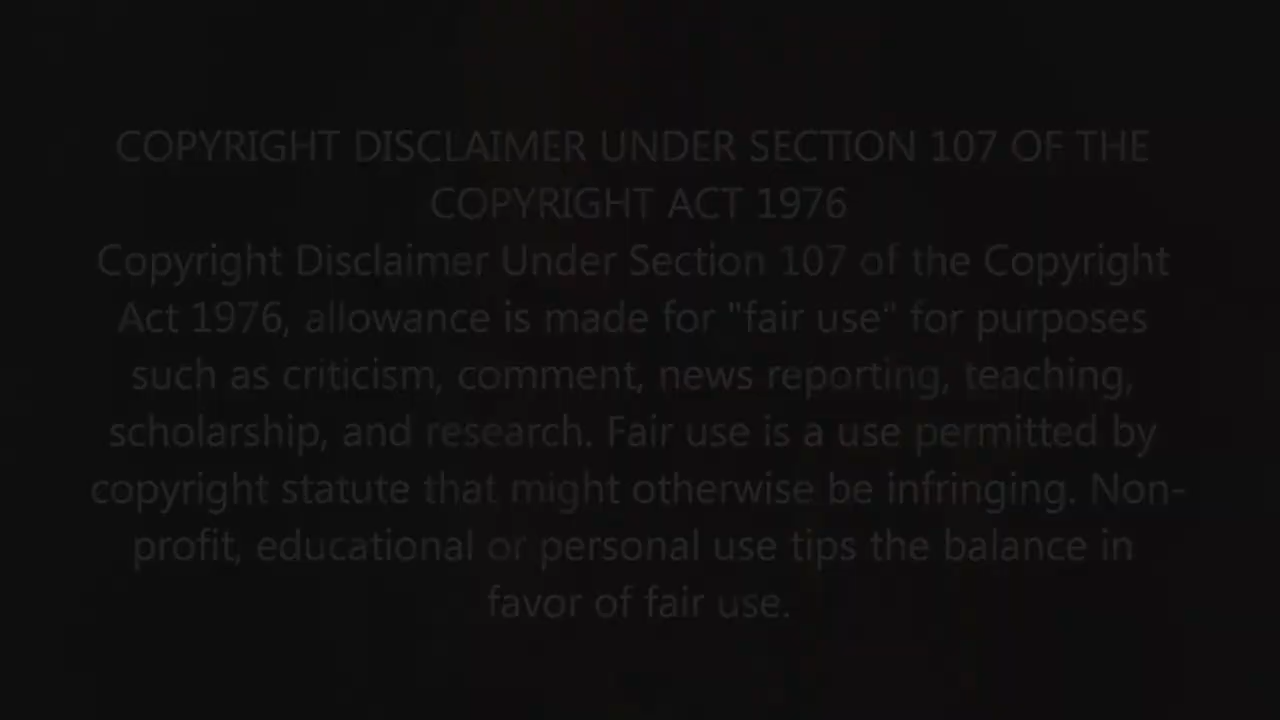 COPYRIGHT DISCLAIMER UNDER SECTION 107 OF THE
COPYRIGHT ACT 1976
Copyright Disclaimer Under Section 107 of the Copyright
Act 1976, allowance is made for "fair use" for purposes
such as criticism, comment, news reporting, teaching,
scholarship, and research. Fair use is a use permitted by
copyright statute that might otherwise be infringing. Non-
profit, educational or personal use tips the balance in
favor of fair use.